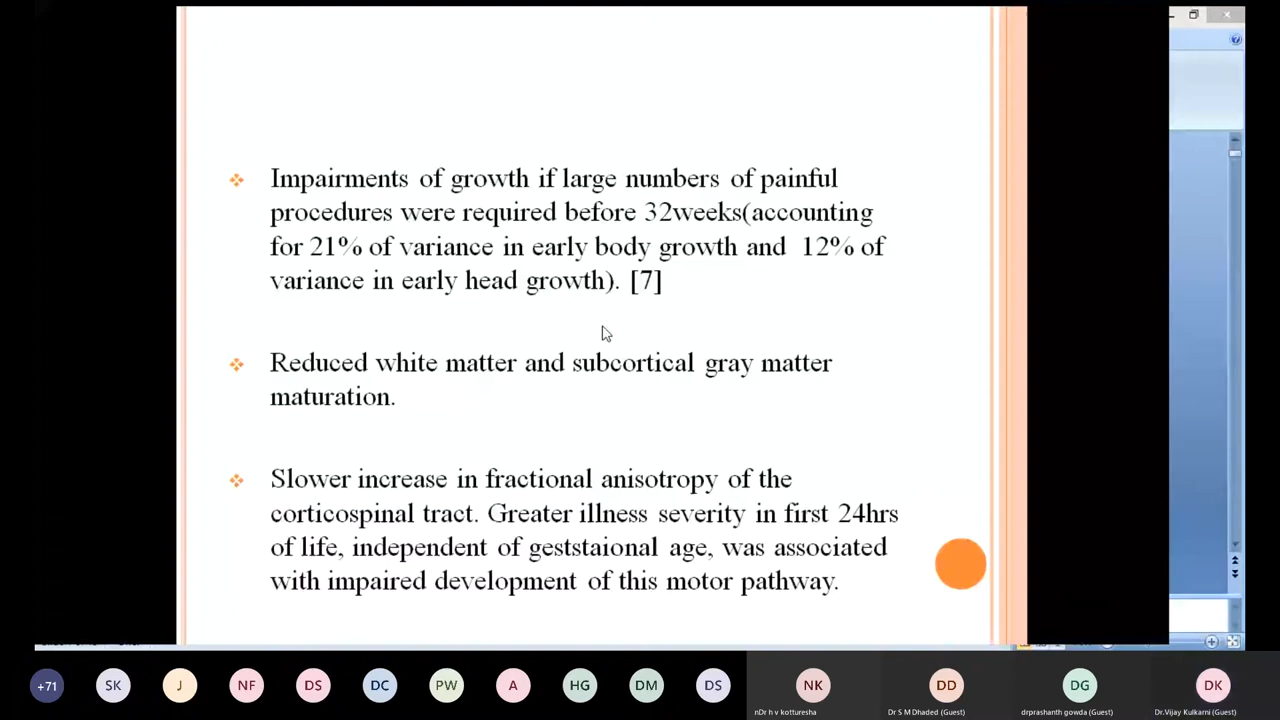 Impairments of growth if large numbers of painful
procedures were required before 32weeks(accounting
for 21% of variance in early body growth and 12% of
variance in early head growth). [7]
Reduced white matter and subcortical gray matter
maturation.
Slower increase in fractional anisotropy of the
corticospinal tract. Greater illness severity in first 24hrs
of life, independent of geststaional age, was associated
with impaired development of this motor pathway.
+71 SK J NF DS DC PW A HG DM DS NK DD DG DK
nDr h v kotturesha Dr S M Dhaded (Guest) drprashanth gowda (Guest) Dr.Vijay Kulkarni (Guest)